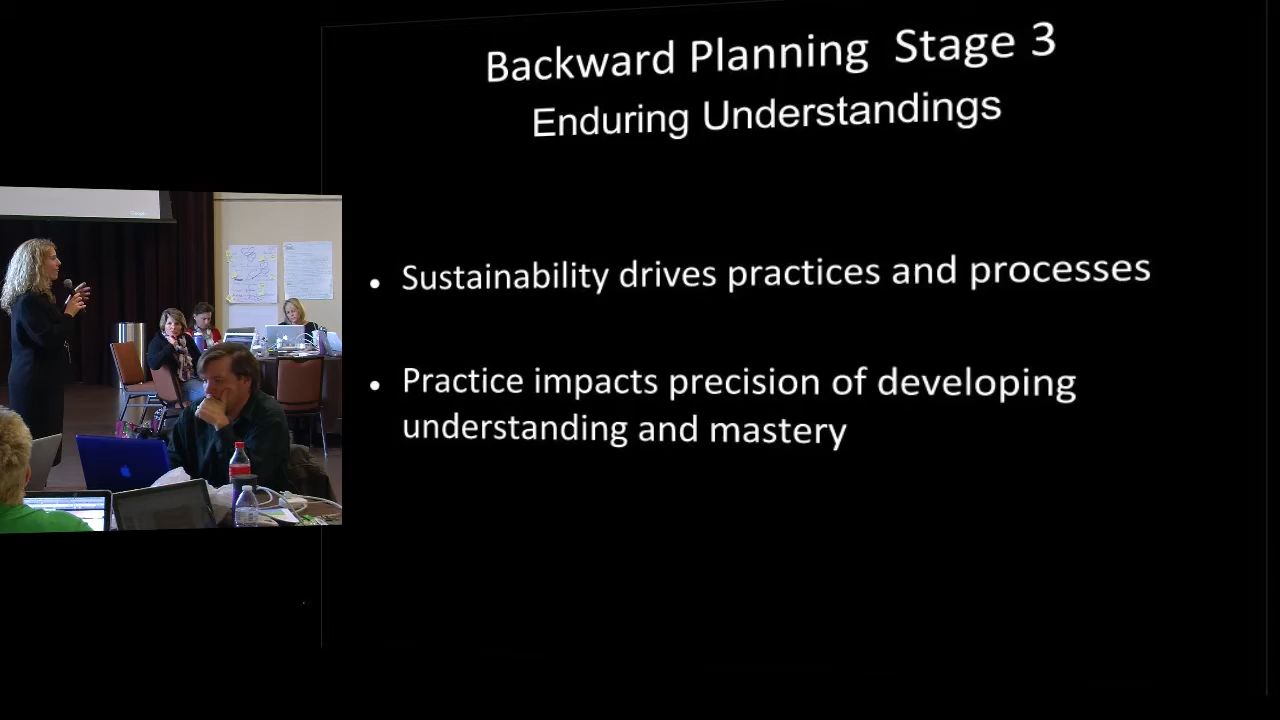 Backward Planning Stage 3
Enduring Understandings
• Sustainability drives practices and processes
• Practice impacts precision of developing
understanding and mastery